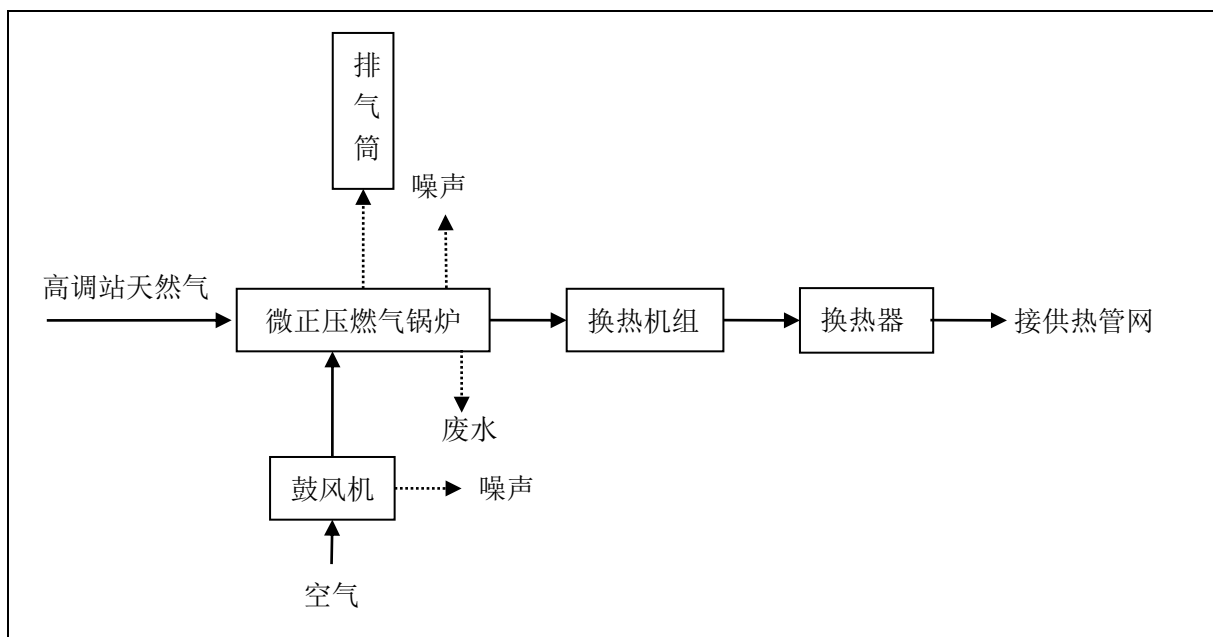 排
气
筒
噪声
高调站天然气
微正压燃气锅炉
换热机组
换热器
接供热管网
废水
鼓风机
噪声
空气